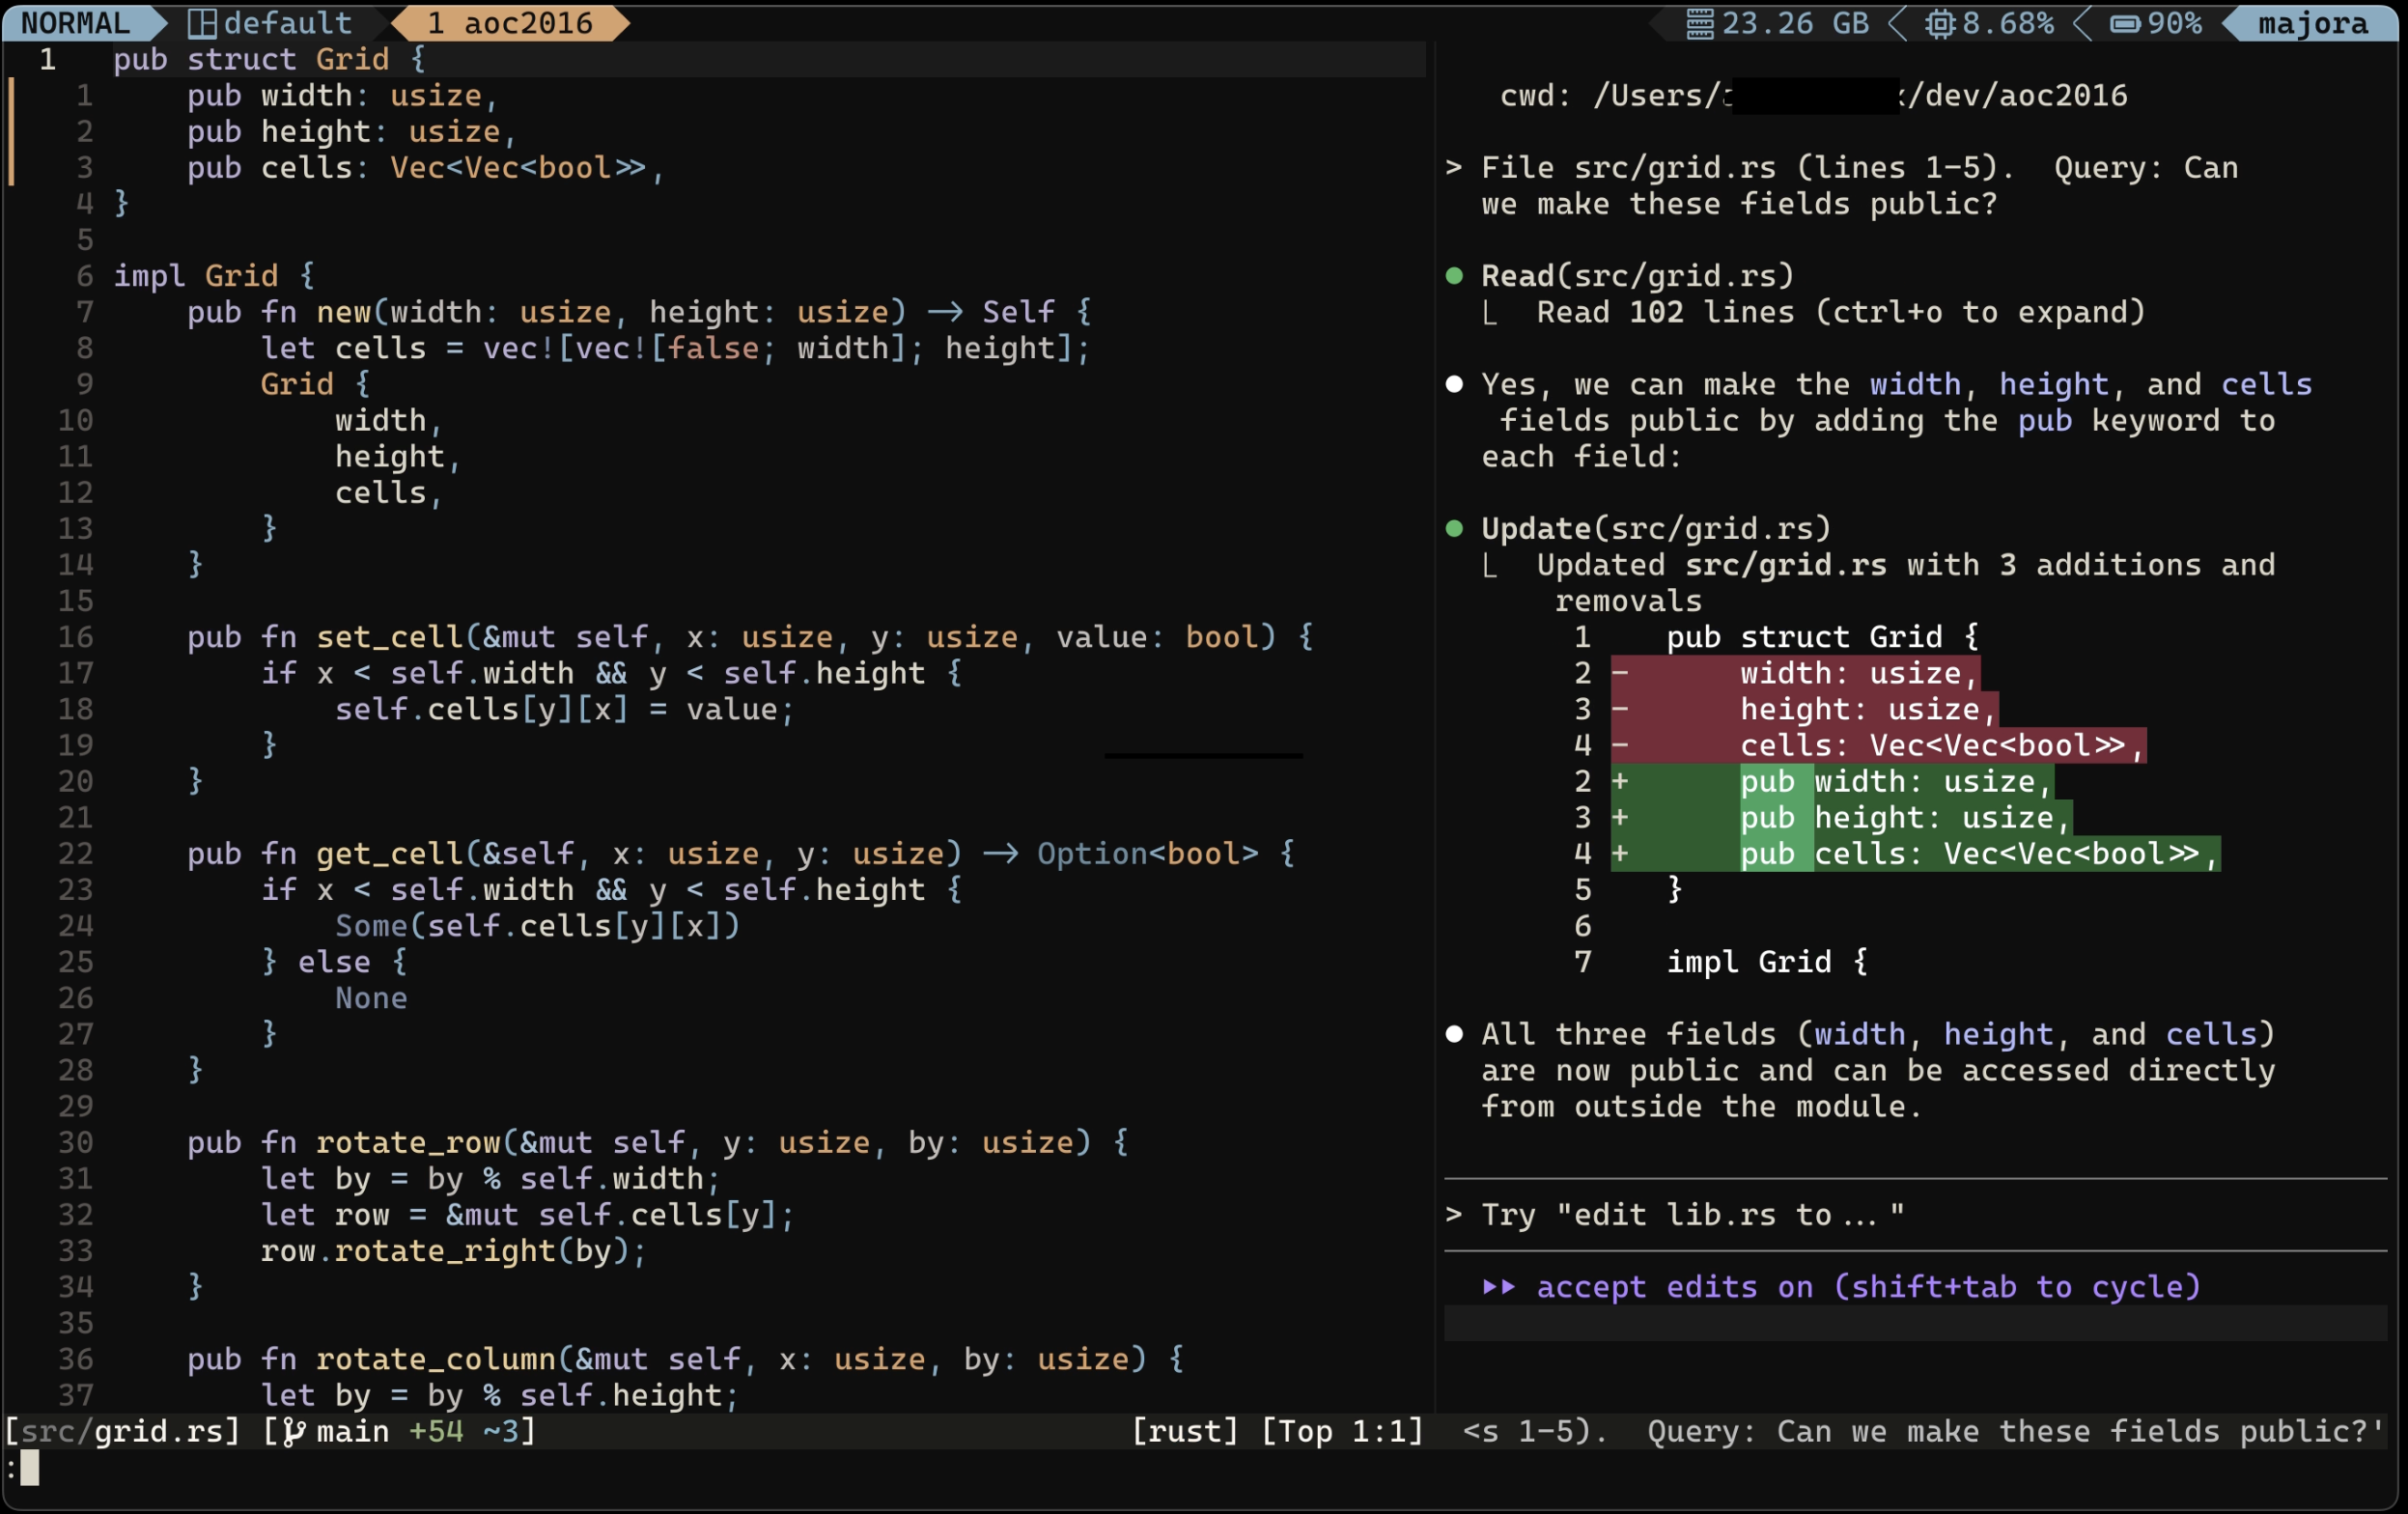 NORMAL default 1 aoc2016 23.26 GB 8.68% 90% majora
1 pub struct Grid {
1 pub width: usize,
2 pub height: usize,
3 pub cells: Vec<Vec<bool>>,
4 }
5
6 impl Grid {
7 pub fn new(width: usize, height: usize) -> Self {
8 let cells = vec![vec![false; width]; height];
9 Grid {
10 width,
11 height,
12 cells,
13 }
14 }
15
16 pub fn set_cell(&mut self, x: usize, y: usize, value: bool) {
17 if x < self.width && y < self.height {
18 self.cells[y][x] = value;
19 }
20 }
21
22 pub fn get_cell(&self, x: usize, y: usize) -> Option<bool> {
23 if x < self.width && y < self.height {
24 Some(self.cells[y][x])
25 } else {
26 None
27 }
28 }
29
30 pub fn rotate_row(&mut self, y: usize, by: usize) {
31 let by = by % self.width;
32 let row = &mut self.cells[y];
33 row.rotate_right(by);
34 }
35
36 pub fn rotate_column(&mut self, x: usize, by: usize) {
37 let by = by % self.height;
[src/grid.rs] [main +54 ~3] [rust] [Top 1:1]
:
cwd: /Users/ /dev/aoc2016
> File src/grid.rs (lines 1-5). Query: Can
we make these fields public?
● Read(src/grid.rs)
⎣ Read 102 lines (ctrl+o to expand)
● Yes, we can make the width, height, and cells
fields public by adding the pub keyword to
each field:
● Update(src/grid.rs)
⎣ Updated src/grid.rs with 3 additions and
removals
1 pub struct Grid {
2 - width: usize,
3 - height: usize,
4 - cells: Vec<Vec<bool>>,
2 + pub width: usize,
3 + pub height: usize,
4 + pub cells: Vec<Vec<bool>>,
5 }
6
7 impl Grid {
● All three fields (width, height, and cells)
are now public and can be accessed directly
from outside the module.
> Try "edit lib.rs to..."
⏵⏵ accept edits on (shift+tab to cycle)
<s 1-5). Query: Can we make these fields public?'